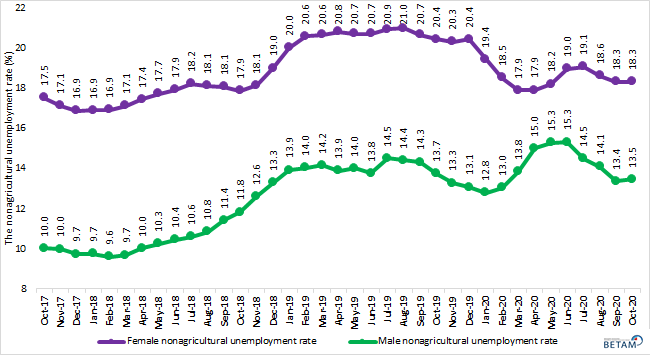 22
20
18
16
14
12
10
8
The nonagricultural unemployment rate (%)
17.5 17.1 16.9 16.9 16.9 17.1 17.4 17.7 17.9 18.2 18.1 18.1 17.9 18.1 19.0 20.0 20.6 20.6 20.8 20.7 20.7 20.9 21.0 20.7 20.4 20.3 20.4 19.4 18.5 17.9 17.9 18.2 19.0 19.1 18.6 18.3 18.3
10.0 10.0 9.7 9.7 9.6 9.7 10.0 10.3 10.4 10.6 10.8 11.4 11.8 12.6 13.3 13.9 14.0 14.2 13.9 14.0 13.8 14.5 14.4 14.3 13.7 13.3 13.1 12.8 13.0 13.8 15.0 15.3 15.3 14.5 14.1 13.4 13.5
Oct-17 Nov-17 Dec-17 Jan-18 Feb-18 Mar-18 Apr-18 May-18 Jun-18 Jul-18 Aug-18 Sep-18 Oct-18 Nov-18 Dec-18 Jan-19 Feb-19 Mar-19 Apr-19 May-19 Jun-19 Jul-19 Aug-19 Sep-19 Oct-19 Nov-19 Dec-19 Jan-20 Feb-20 Mar-20 Apr-20 May-20 Jun-20 Jul-20 Aug-20 Sep-20 Oct-20
Female nonagricultural unemployment rate Male nonagricultural unemployment rate
BETAM